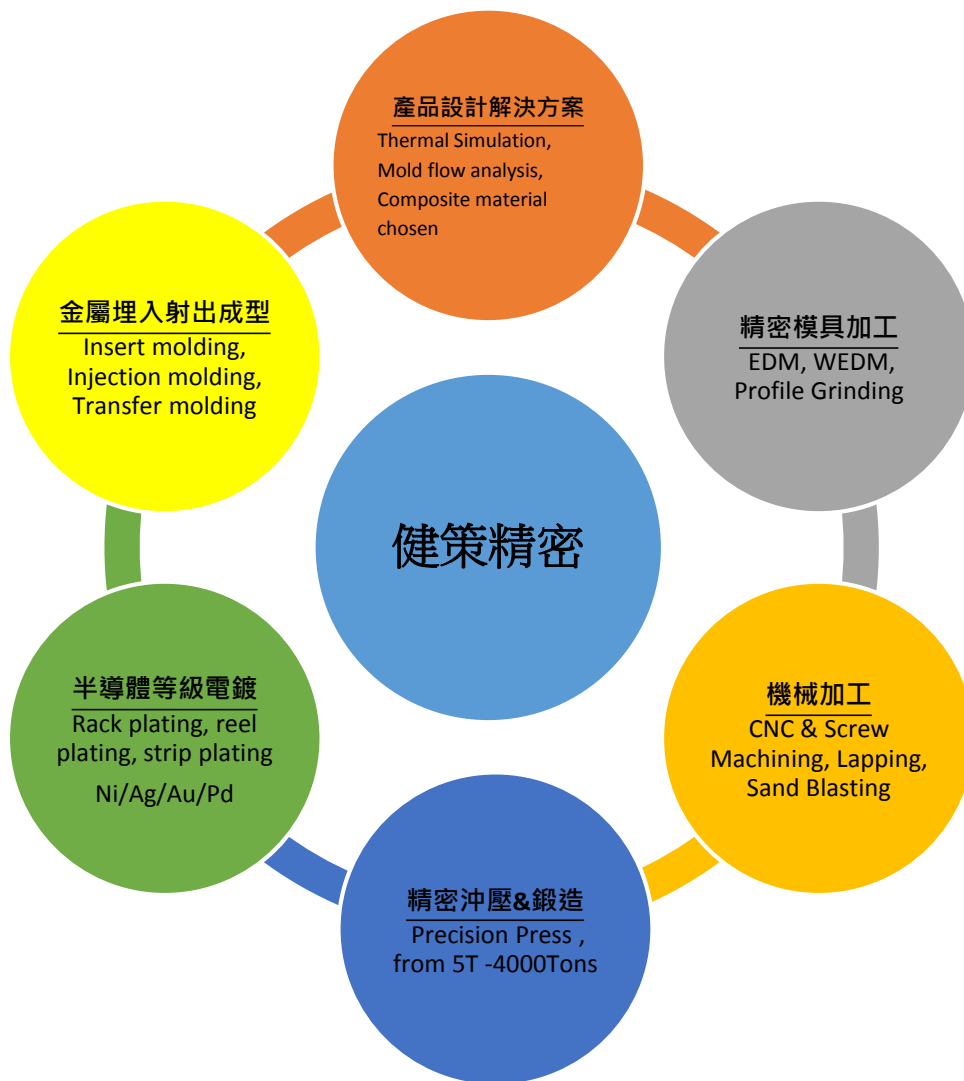 產品設計解決方案
Thermal Simulation,
Mold flow analysis,
Composite material
chosen
精密模具加工
EDM, WEDM,
Profile Grinding
機械加工
CNC & Screw
Machining, Lapping,
Sand Blasting
精密沖壓&鍛造
Precision Press ,
from 5T -4000Tons
半導體等級電鍍
Rack plating, reel
plating, strip plating
Ni/Ag/Au/Pd
金屬埋入射出成型
Insert molding,
Injection molding,
Transfer molding
健策精密